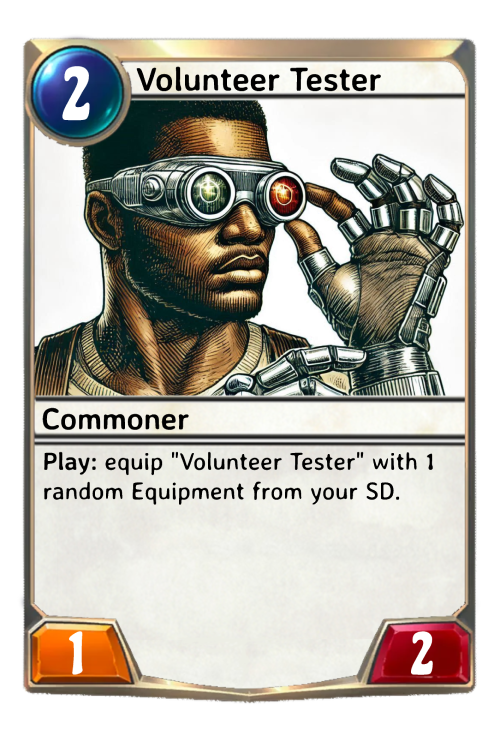 2
Volunteer Tester
Commoner
Play: equip "Volunteer Tester" with 1
random Equipment from your SD.
1
2